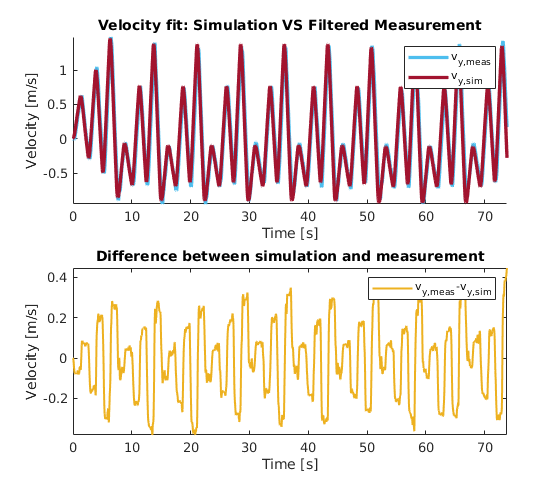 Velocity fit: Simulation VS Filtered Measurement
Velocity [m/s]
1
0.5
0
-0.5
v_y,meas
v_y,sim
0 10 20 30 40 50 60 70
Time [s]
Difference between simulation and measurement
Velocity [m/s]
0.4
0.2
0
-0.2
v_y,meas-v_y,sim
0 10 20 30 40 50 60 70
Time [s]